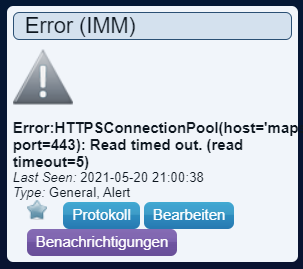 Error (IMM)
Error:HTTPSConnectionPool(host='map
port=443): Read timed out. (read
timeout=5)
Last Seen: 2021-05-20 21:00:38
Type: General, Alert
Protokoll Bearbeiten
Benachrichtigungen